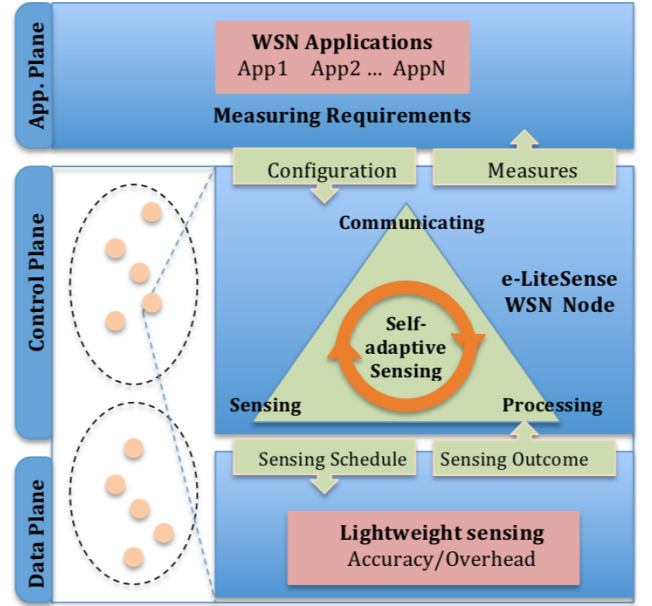 App. Plane
WSN Applications
App1 App2 ... AppN
Measuring Requirements
Configuration
Measures
Control Plane
Communicating
e-LiteSense
WSN Node
Self-
adaptive
Sensing
Sensing
Processing
Sensing Schedule
Sensing Outcome
Data Plane
Lightweight sensing
Accuracy/Overhead